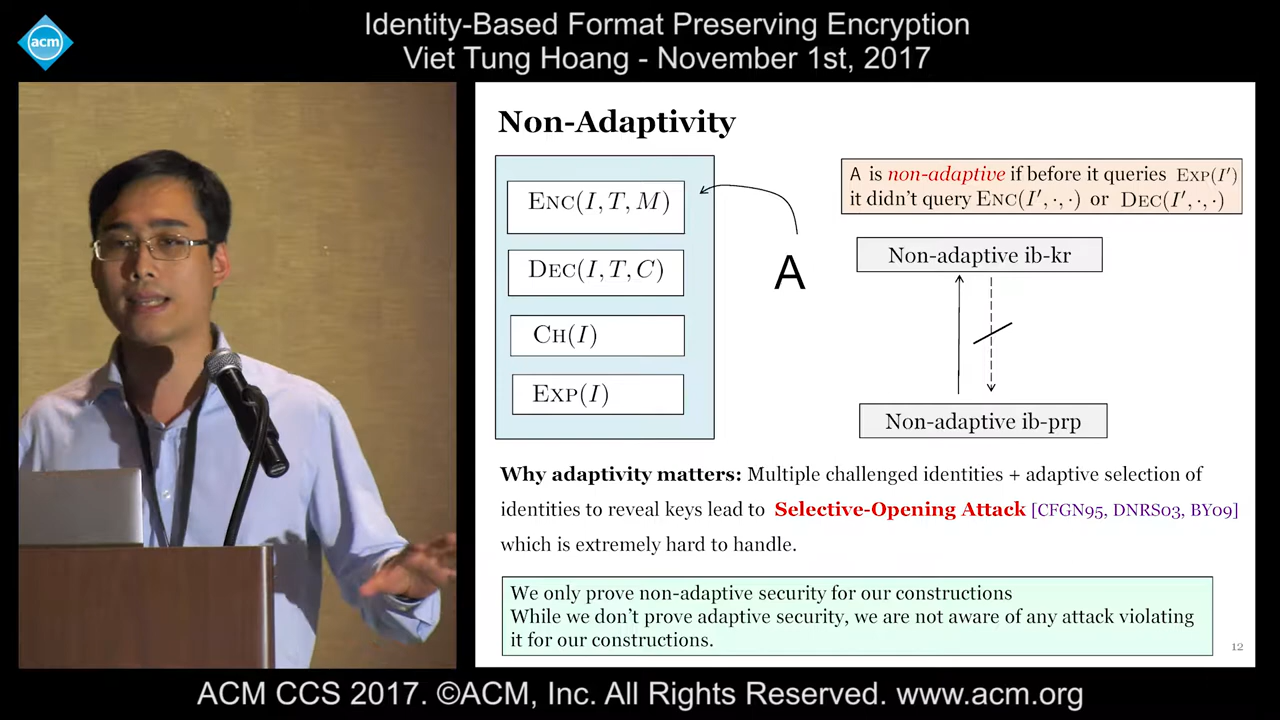 acm
Identity-Based Format Preserving Encryption
Viet Tung Hoang - November 1st, 2017
Non-Adaptivity
ENC(I, T, M)
DEC(I, T, C)
CH(I)
EXP(I)
A
A is non-adaptive if before it queries EXP(I')
it didn't query ENC(I', ·, ·) or DEC(I', ·, ·)
Non-adaptive ib-kr
Non-adaptive ib-prp
Why adaptivity matters: Multiple challenged identities + adaptive selection of
identities to reveal keys lead to Selective-Opening Attack [CFGN95, DNRS03, BY09]
which is extremely hard to handle.
We only prove non-adaptive security for our constructions
While we don't prove adaptive security, we are not aware of any attack violating
it for our constructions.
12
ACM CCS 2017. ©ACM, Inc. All Rights Reserved. www.acm.org